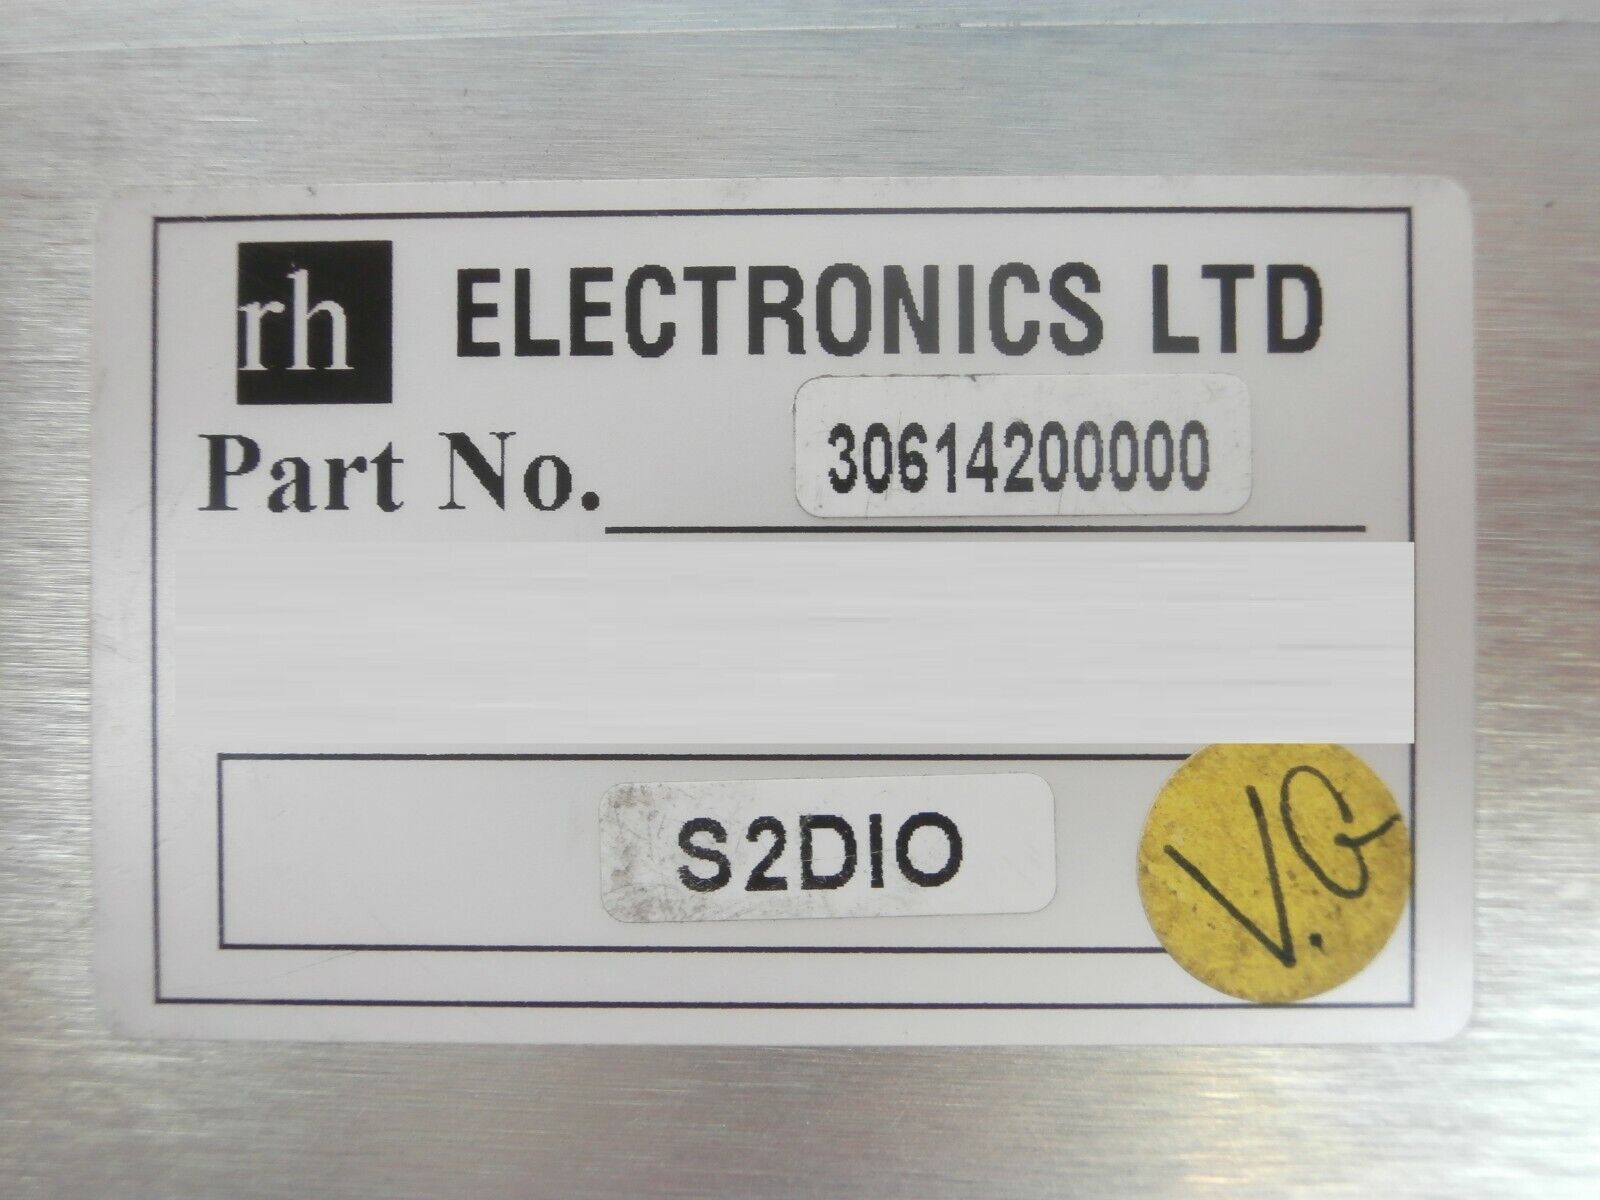 rh ELECTRONICS LTD
Part No. 30614200000
S2DIO
V.G